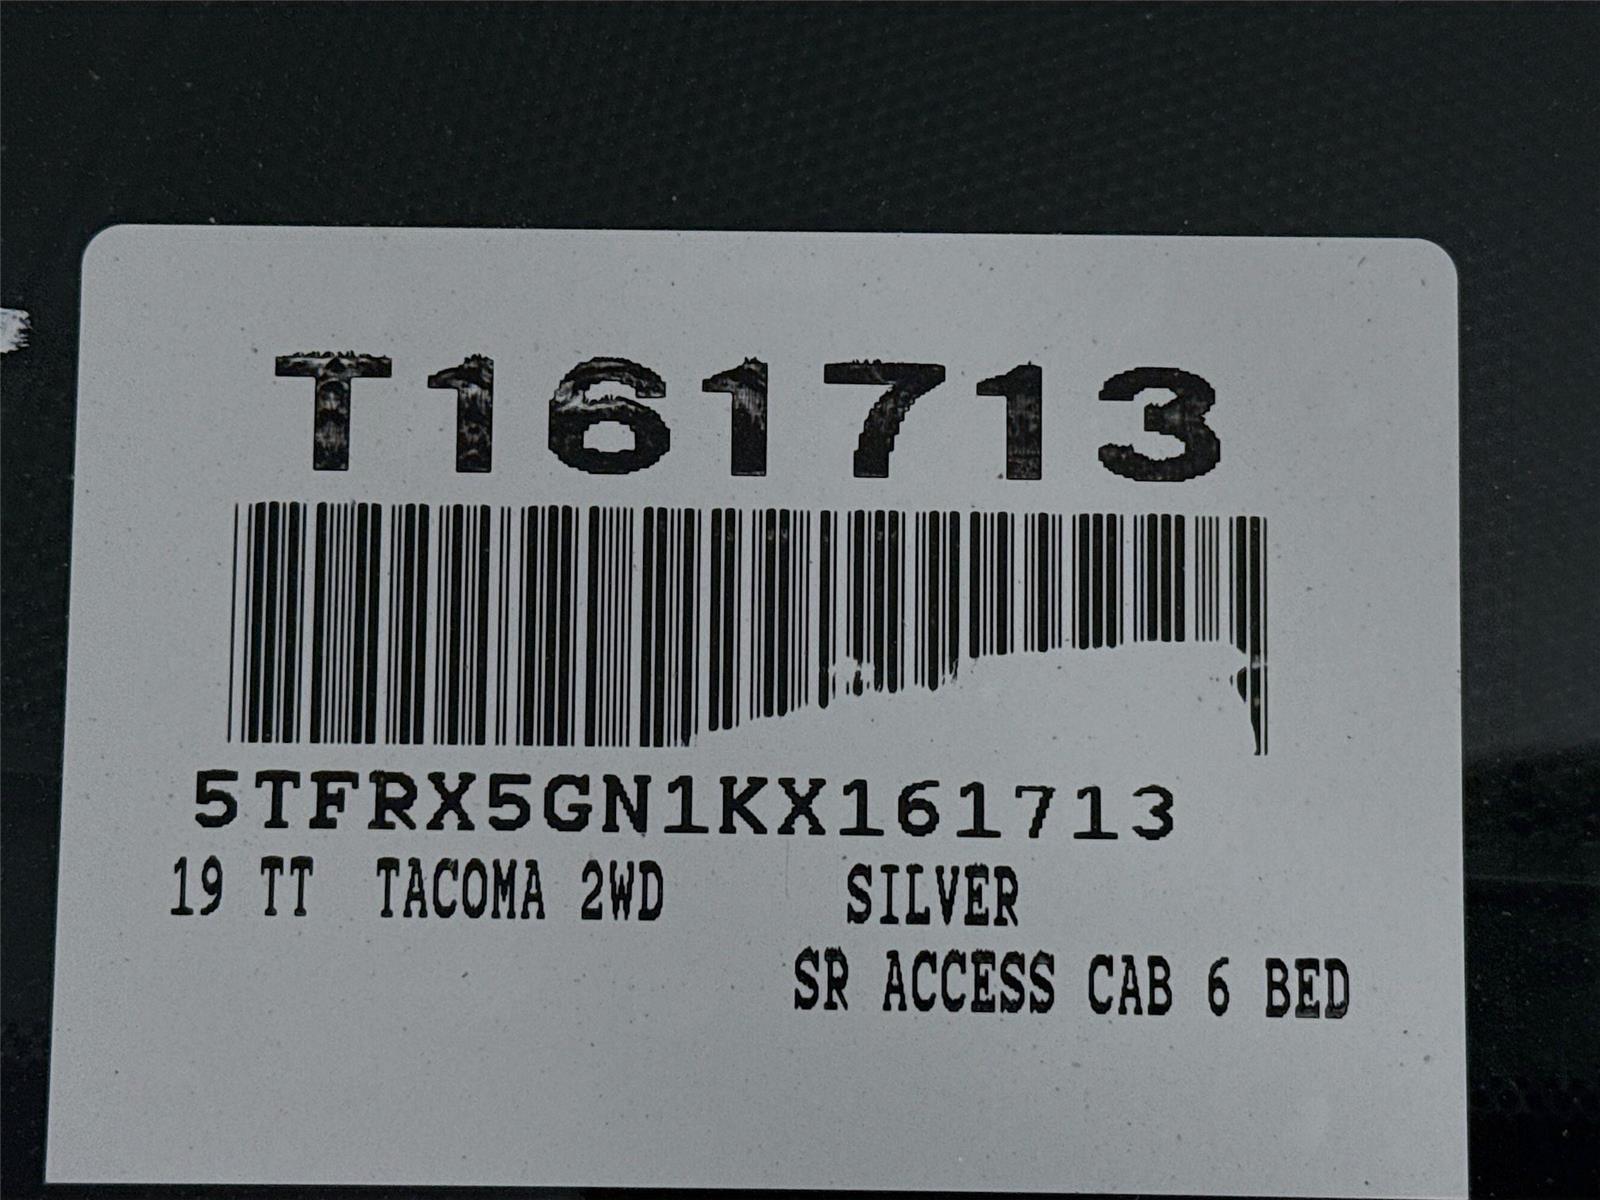 T161713
5TFRX5GN1KX161713
19 TT TACOMA 2WD SILVER
SR ACCESS CAB 6 BED